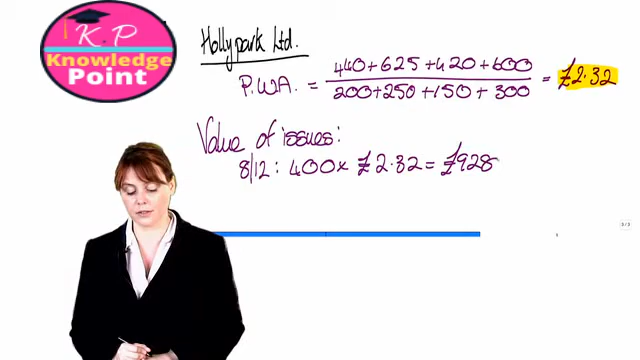 K.P
Knowledge
Point
Hollypark Ltd.
P.WA. = 440+625+420+600 / 200+250+150+300 = £2.32
Value of issues:
8/12: 400x £2.32 = £928